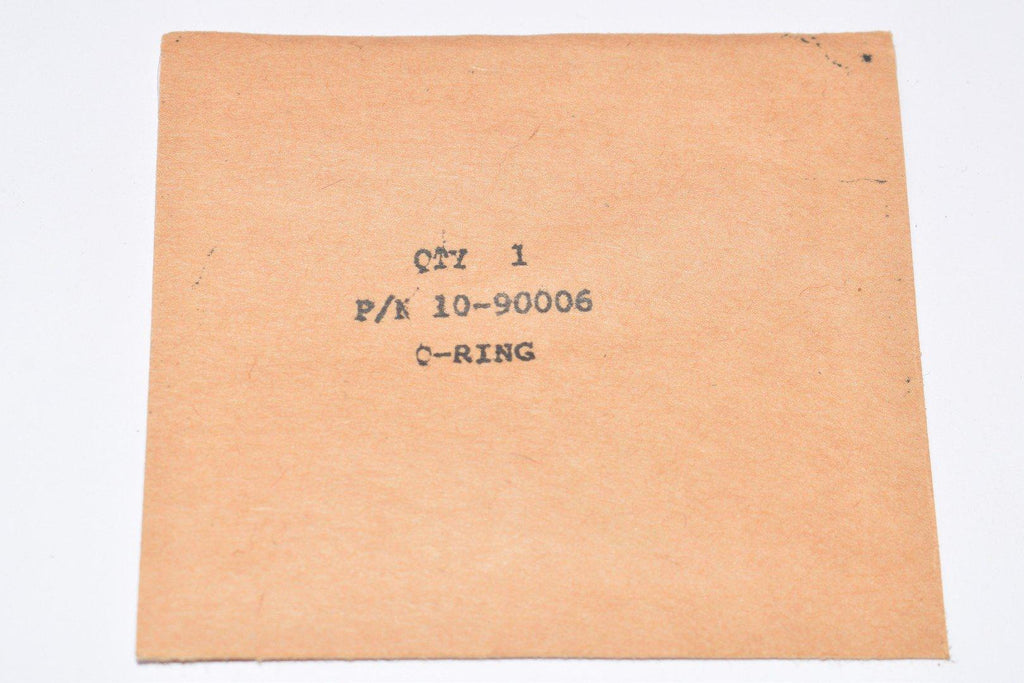 QTY 1
P/N 10-90006
O-RING